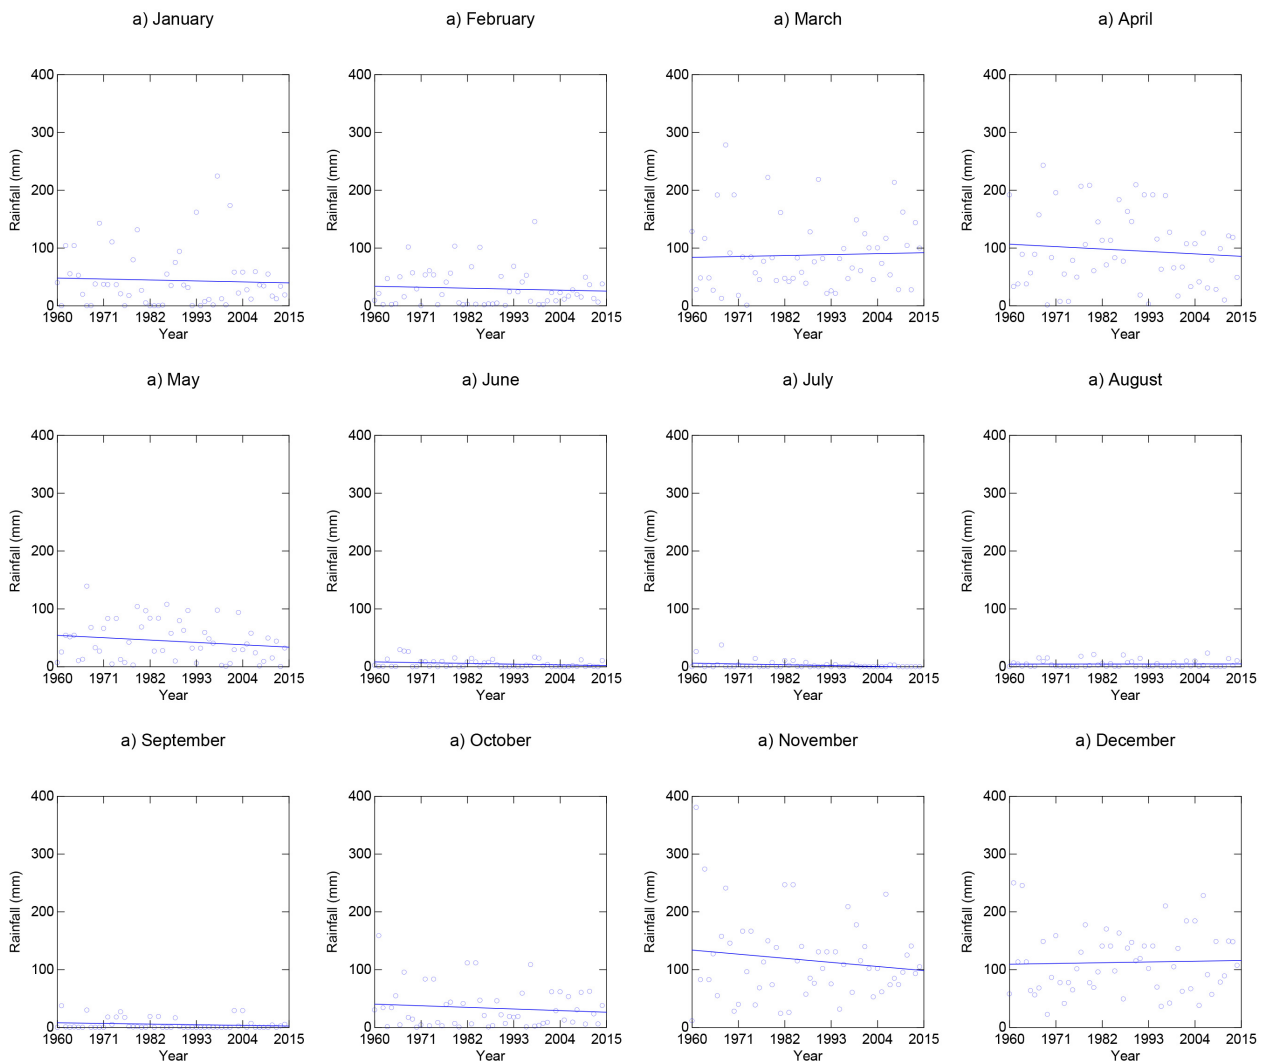 a) January
a) February
a) March
a) April
400
300
200
100
0
Rainfall (mm)
1960 1971 1982 1993 2004 2015
Year
400
300
200
100
0
Rainfall (mm)
1960 1971 1982 1993 2004 2015
Year
400
300
200
100
0
Rainfall (mm)
1960 1971 1982 1993 2004 2015
Year
400
300
200
100
0
Rainfall (mm)
1960 1971 1982 1993 2004 2015
Year
a) May
a) June
a) July
a) August
400
300
200
100
0
Rainfall (mm)
1960 1971 1982 1993 2004 2015
Year
400
300
200
100
0
Rainfall (mm)
1960 1971 1982 1993 2004 2015
Year
400
300
200
100
0
Rainfall (mm)
1960 1971 1982 1993 2004 2015
Year
400
300
200
100
0
Rainfall (mm)
1960 1971 1982 1993 2004 2015
Year
a) September
a) October
a) November
a) December
400
300
200
100
0
Rainfall (mm)
1960 1971 1982 1993 2004 2015
Year
400
300
200
100
0
Rainfall (mm)
1960 1971 1982 1993 2004 2015
Year
400
300
200
100
0
Rainfall (mm)
1960 1971 1982 1993 2004 2015
Year
400
300
200
100
0
Rainfall (mm)
1960 1971 1982 1993 2004 2015
Year